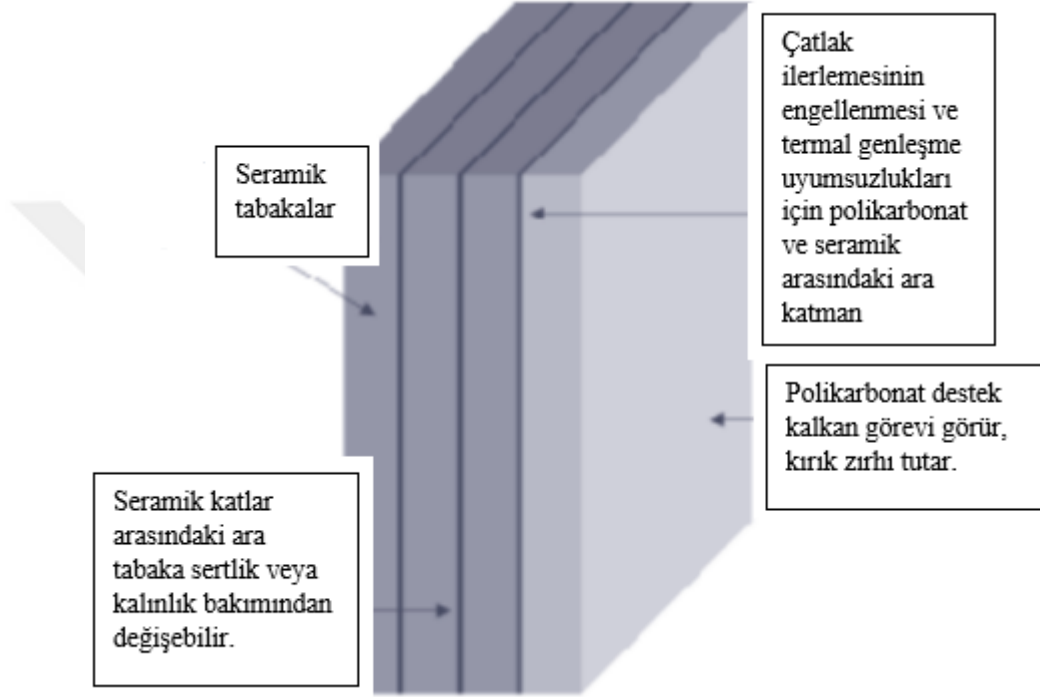 Seramik
tabakalar
Çatlak
ilerlemesinin
engellenmesi ve
termal genleşme
uyumsuzlukları
için polikarbonat
ve seramik
arasındaki ara
katman
Polikarbonat destek
kalkan görevi görür,
kırık zırhı tutar.
Seramik katlar
arasındaki ara
tabaka sertlik veya
kalınlık bakımından
değişebilir.